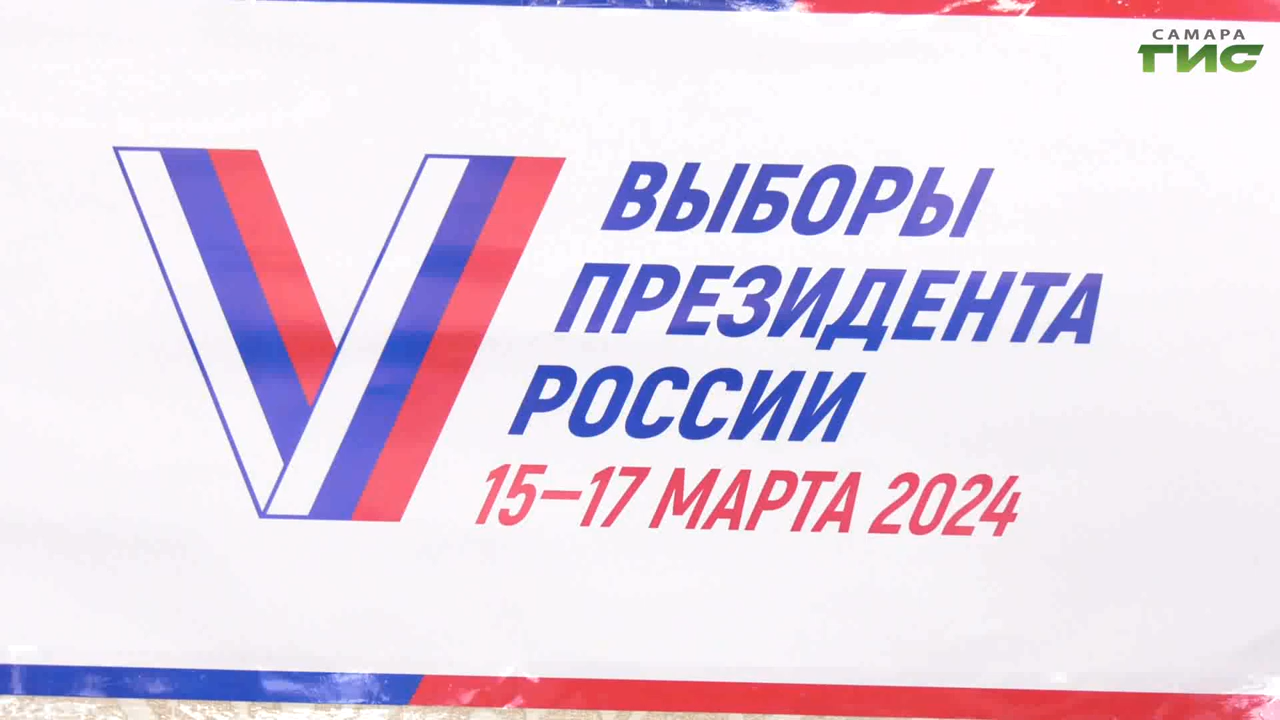 САМАРА
ГИС
ВЫБОРЫ
ПРЕЗИДЕНТА
РОССИИ
15–17 МАРТА 2024